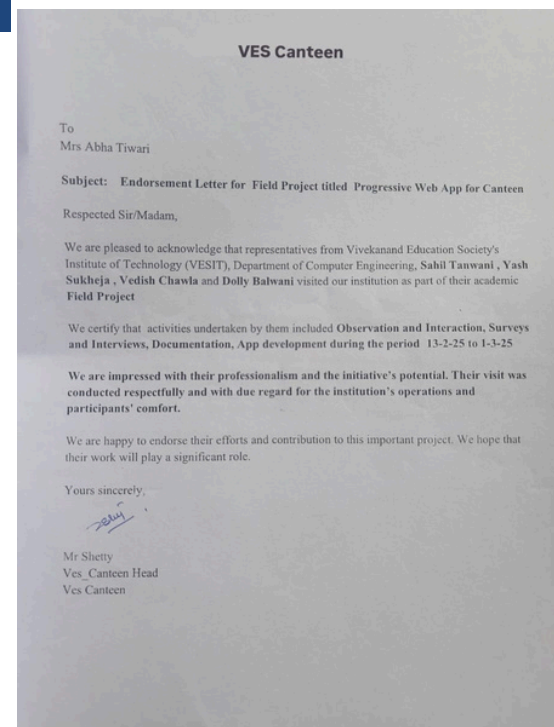 VES Canteen
To
Mrs Abha Tiwari
Subject: Endorsement Letter for Field Project titled Progressive Web App for Canteen
Respected Sir/Madam,
We are pleased to acknowledge that representatives from Vivekanand Education Society's
Institute of Technology (VESIT), Department of Computer Engineering, Sahil Tanwani , Yash
Sukheja , Vedish Chawla and Dolly Balwani visited our institution as part of their academic
Field Project
We certify that activities undertaken by them included Observation and Interaction, Surveys
and Interviews, Documentation, App development during the period 13-2-25 to 1-3-25
We are impressed with their professionalism and the initiative's potential. Their visit was
conducted respectfully and with due regard for the institution's operations and
participants' comfort.
We are happy to endorse their efforts and contribution to this important project. We hope that
their work will play a significant role.
Yours sincerely,
Mr Shetty
Ves_Canteen Head
Ves Canteen